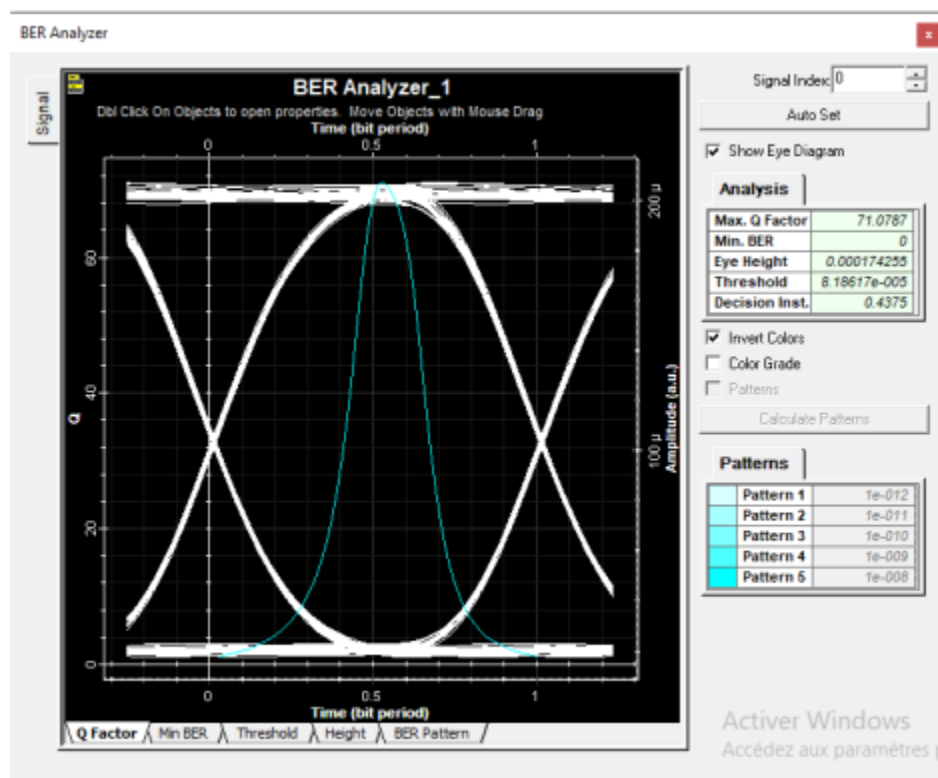 BER Analyzer
x
Signal
BER Analyzer_1
Dbl Click On Objects to open properties. Move Objects with Mouse Drag
Time (bit period)
0 0.5 1
Q
60
40
20
0
200 µ
100 µ
Amplitude (a.u.)
0 0.5 1
Time (bit period)
Q Factor Min BER Threshold Height BER Pattern
Signal Index: 0
Auto Set
Show Eye Diagram
Analysis
Max. Q Factor 71.0787
Min. BER 0
Eye Height 0.000174255
Threshold 8.18617e-005
Decision Inst. 0.4375
Invert Colors
Color Grade
Patterns
Calculate Patterns
Patterns
Pattern 1 1e-012
Pattern 2 1e-011
Pattern 3 1e-010
Pattern 4 1e-009
Pattern 5 1e-008
Activer Windows
Accédez aux paramètres